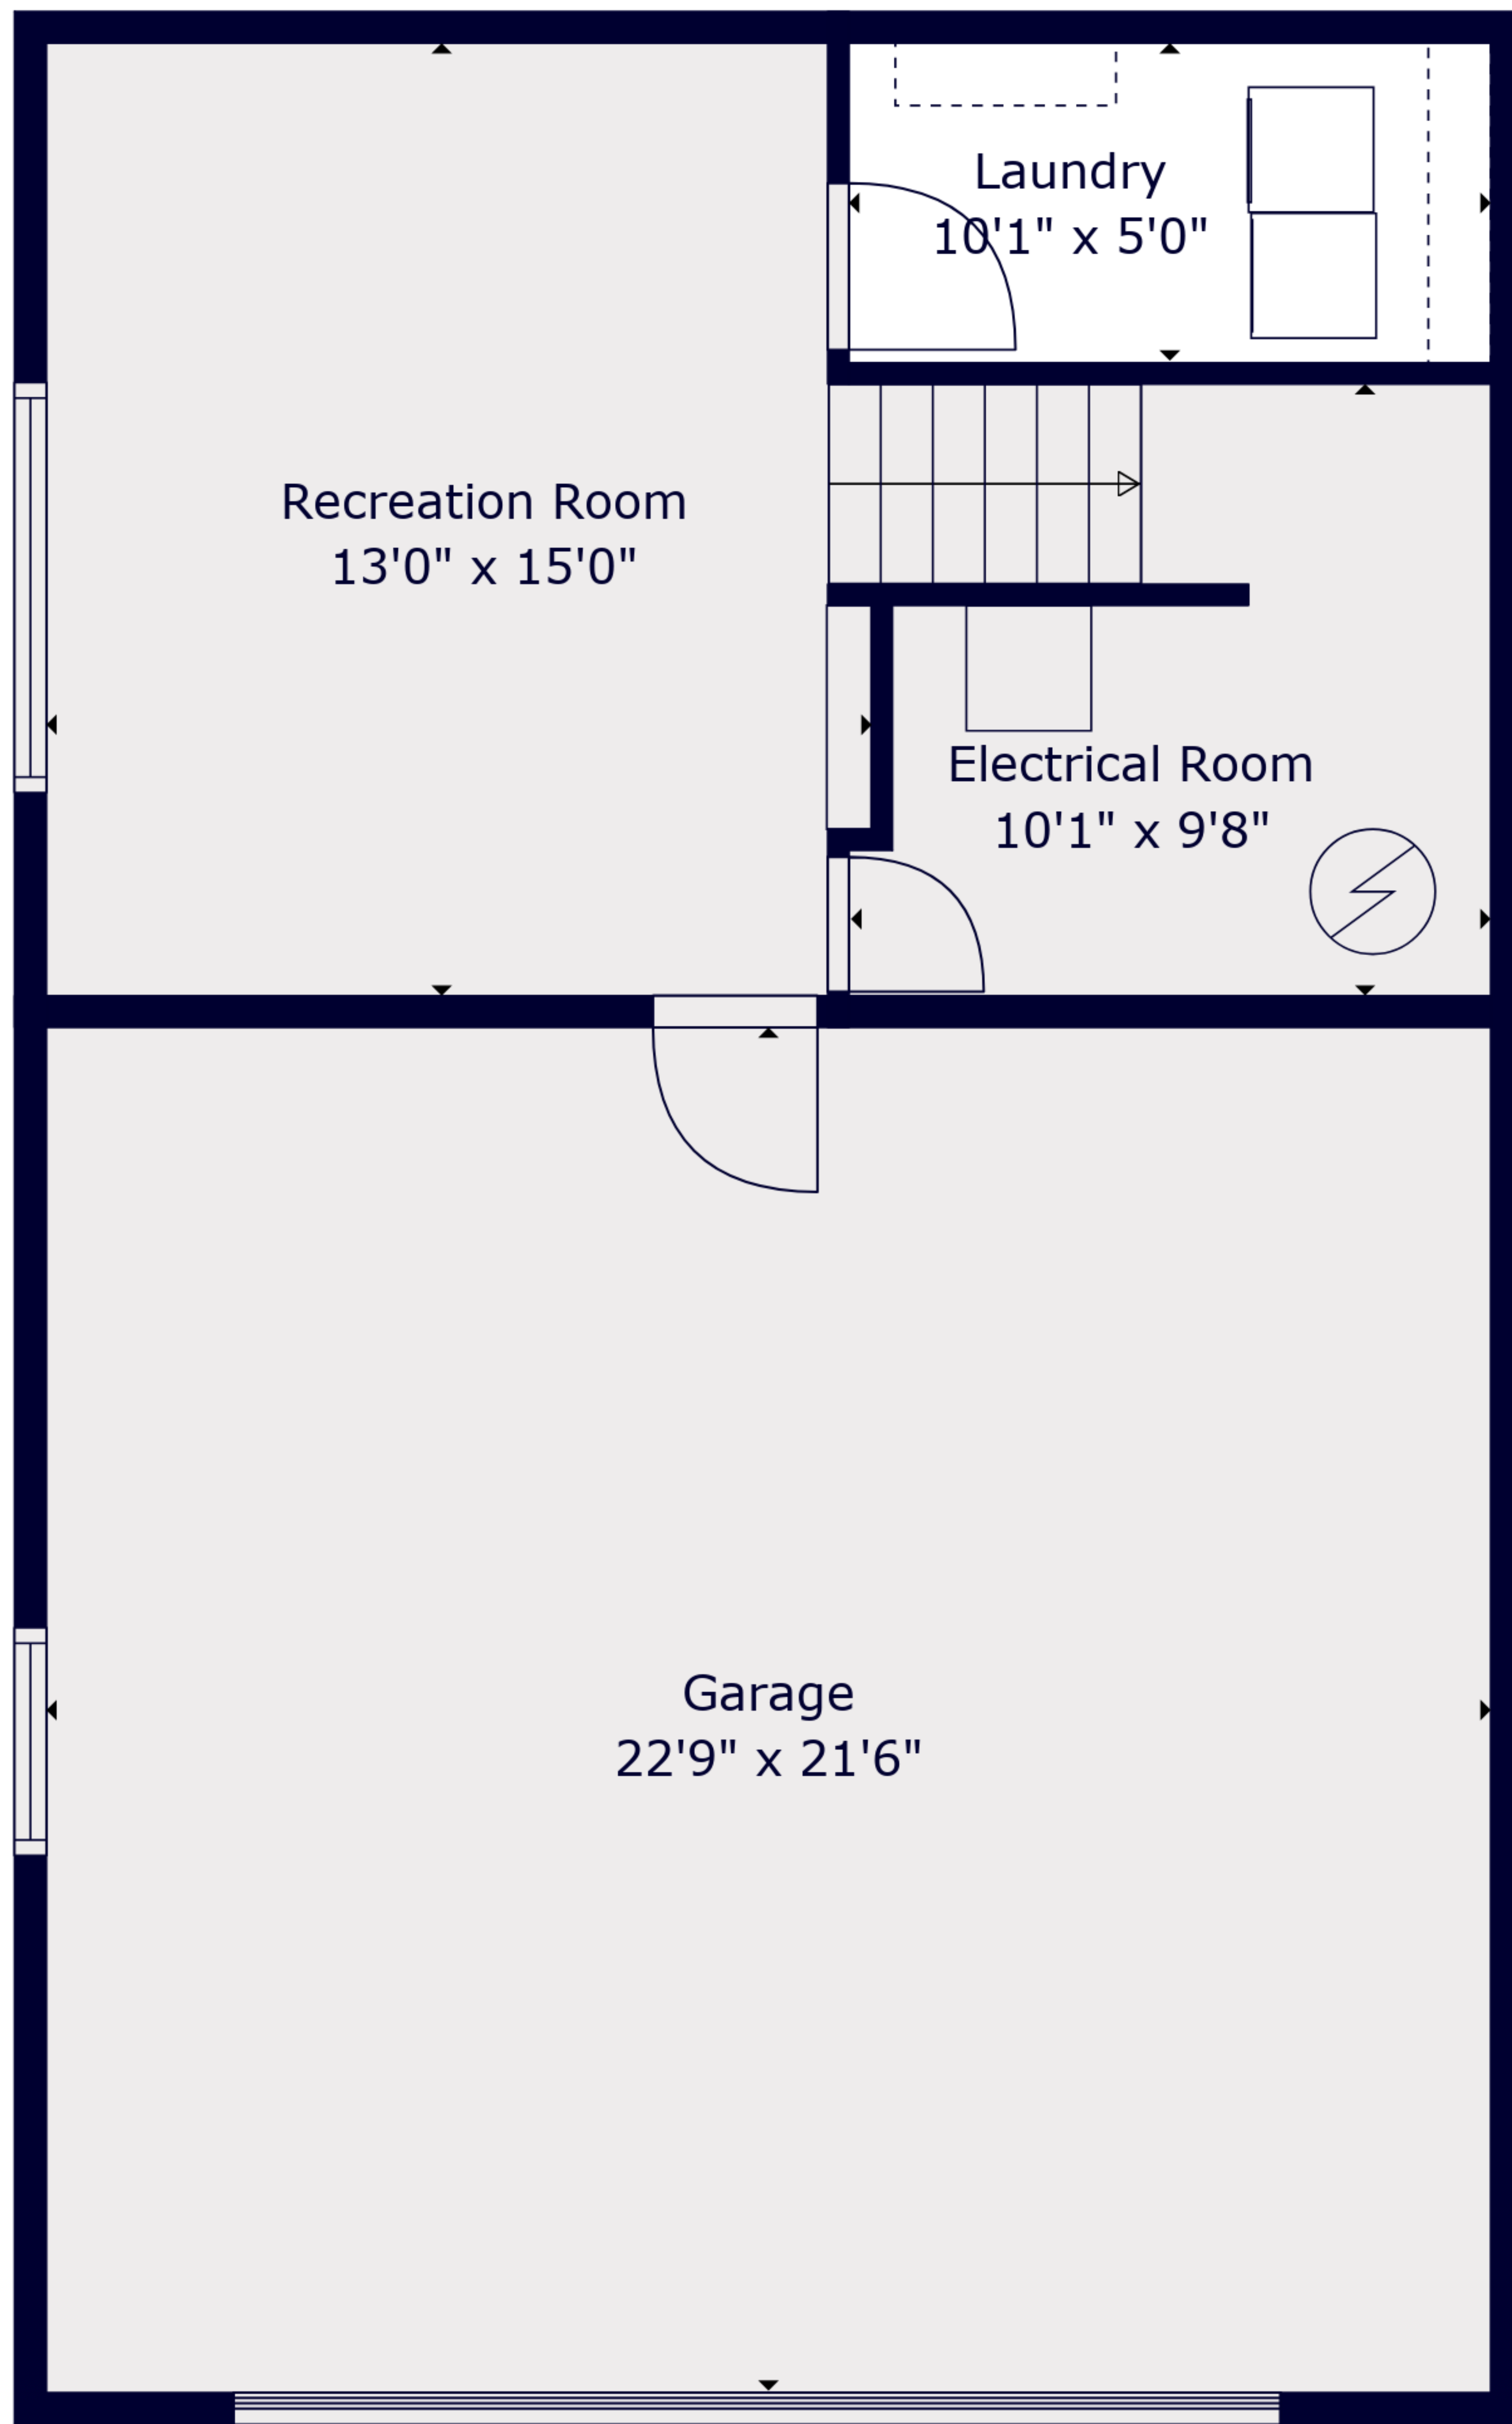 Laundry
10'1" x 5'0"
Recreation Room
13'0" x 15'0"
Electrical Room
10'1" x 9'8"
Garage
22'9" x 21'6"